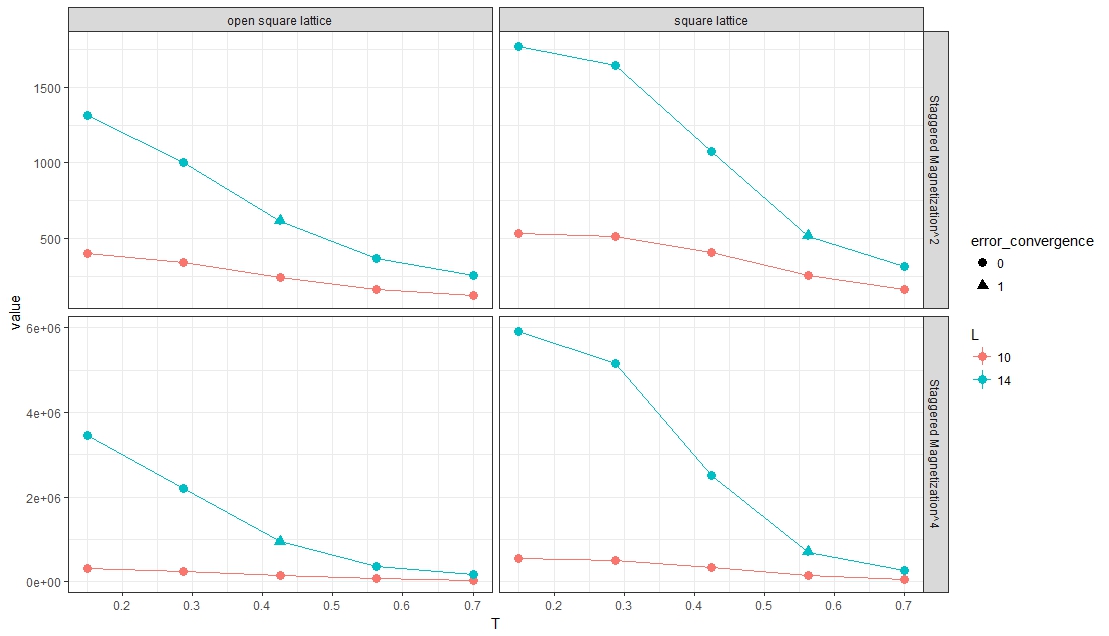 open square lattice
square lattice
1500
1000
500
Staggered Magnetization^2
6e+06
4e+06
2e+06
0e+00
Staggered Magnetization^4
value
0.2 0.3 0.4 0.5 0.6 0.7
0.2 0.3 0.4 0.5 0.6 0.7
T
error_convergence
0
1
L
10
14